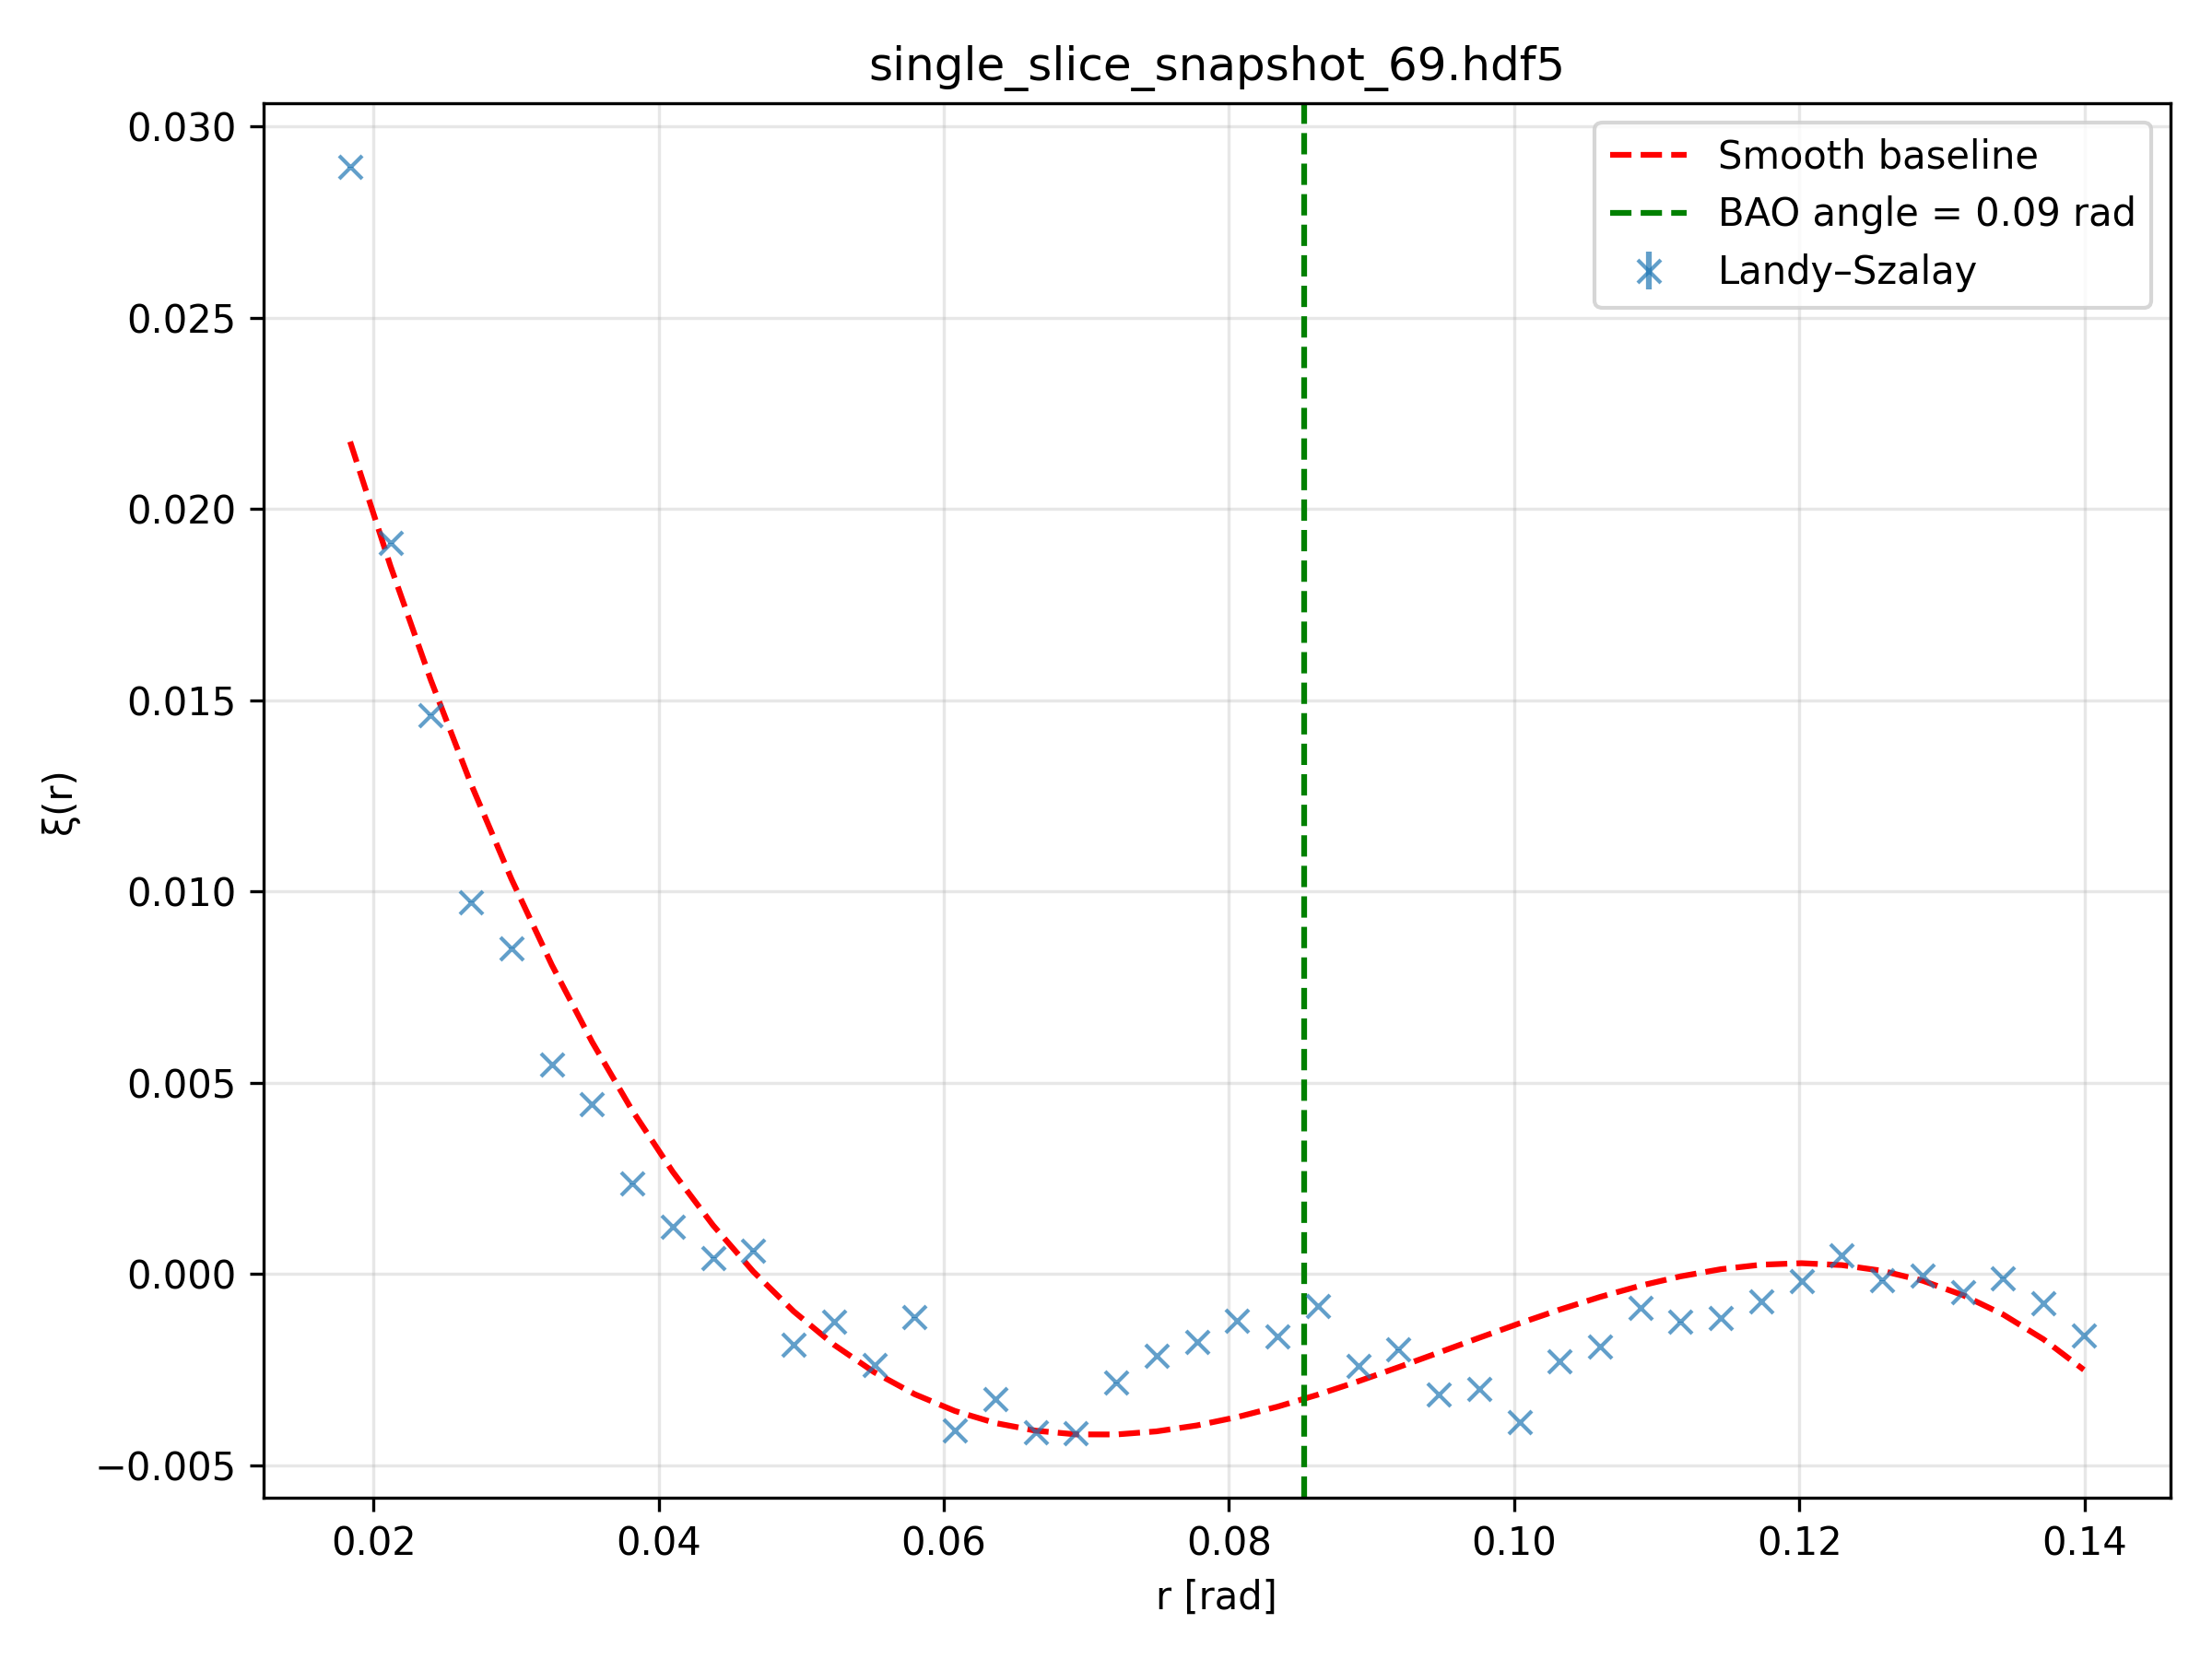 single_slice_snapshot_69.hdf5
Smooth baseline
BAO angle = 0.09 rad
Landy–Szalay
0.030
0.025
0.020
0.015
0.010
0.005
0.000
−0.005
ξ(r)
0.02 0.04 0.06 0.08 0.10 0.12 0.14
r [rad]